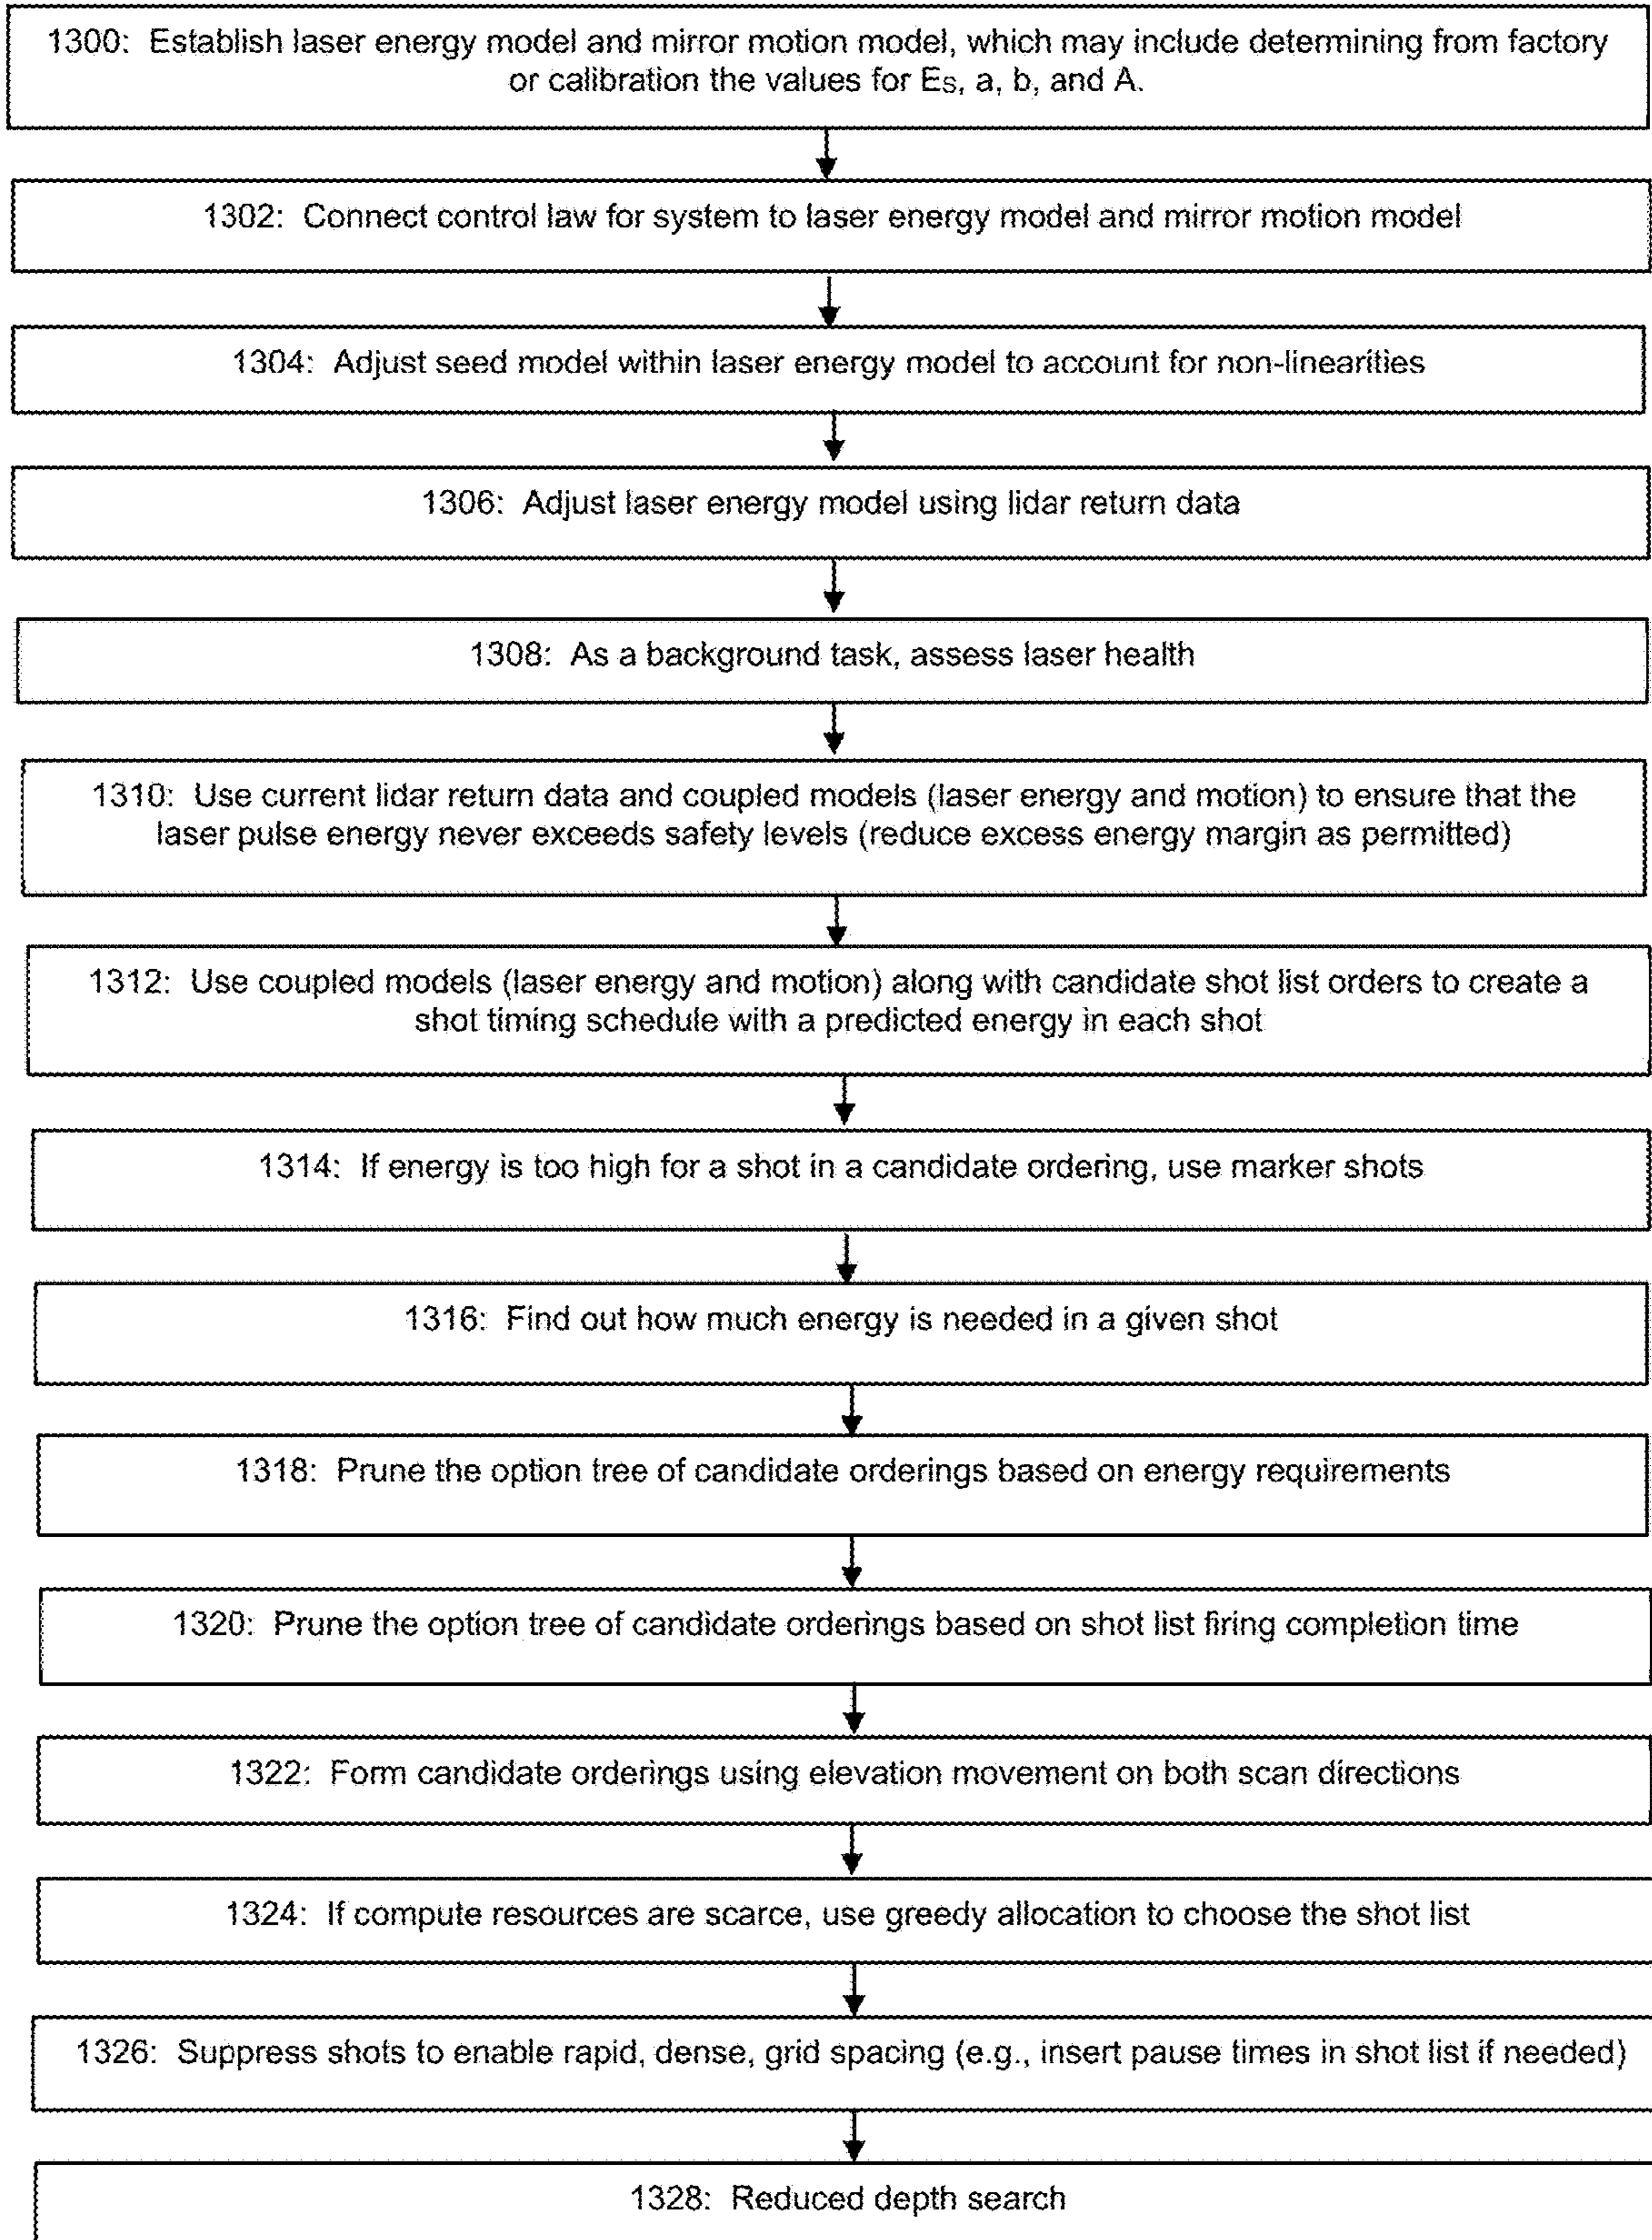 1300: Establish laser energy model and mirror motion model, which may include determining from factory
or calibration the values for Es, a, b, and A.
1302: Connect control law for system to laser energy model and mirror motion model
1304: Adjust seed model within laser energy model to account for non-linearities
1306: Adjust laser energy model using lidar return data
1308: As a background task, assess laser health
1310: Use current lidar return data and coupled models (laser energy and motion) to ensure that the
laser pulse energy never exceeds safety levels (reduce excess energy margin as permitted)
1312: Use coupled models (laser energy and motion) along with candidate shot list orders to create a
shot timing schedule with a predicted energy in each shot
1314: If energy is too high for a shot in a candidate ordering, use marker shots
1316: Find out how much energy is needed in a given shot
1318: Prune the option tree of candidate orderings based on energy requirements
1320: Prune the option tree of candidate orderings based on shot list firing completion time
1322: Form candidate orderings using elevation movement on both scan directions
1324: If compute resources are scarce, use greedy allocation to choose the shot list
1326: Suppress shots to enable rapid, dense, grid spacing (e.g., insert pause times in shot list if needed)
1328: Reduced depth search